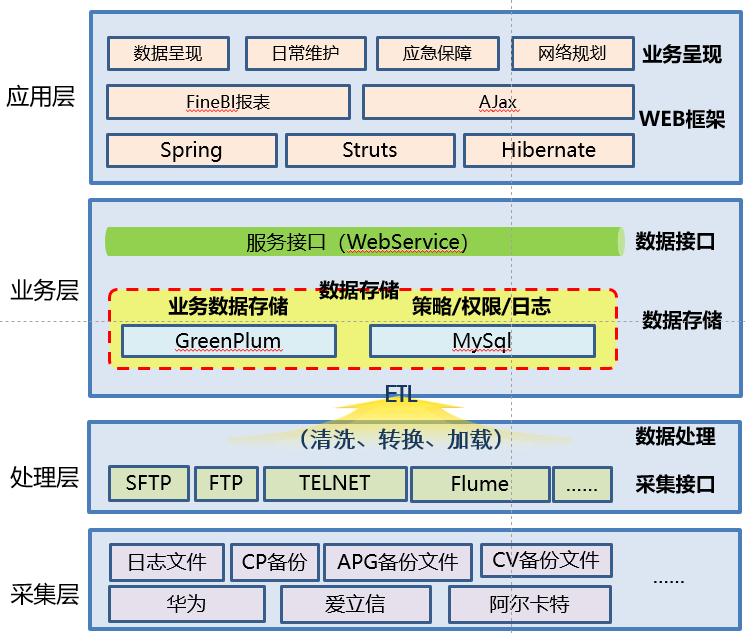 应用层
数据呈现
日常维护
应急保障
网络规划
业务呈现
FineBI报表
AJax
WEB框架
Spring
Struts
Hibernate
业务层
服务接口（WebService）
数据接口
数据存储
业务数据存储
策略/权限/日志
数据存储
GreenPlum
MySql
ETL
（清洗、转换、加载）
数据处理
处理层
SFTP
FTP
TELNET
Flume
……
采集接口
采集层
日志文件
CP备份
APG备份文件
CV备份文件
……
华为
爱立信
阿尔卡特